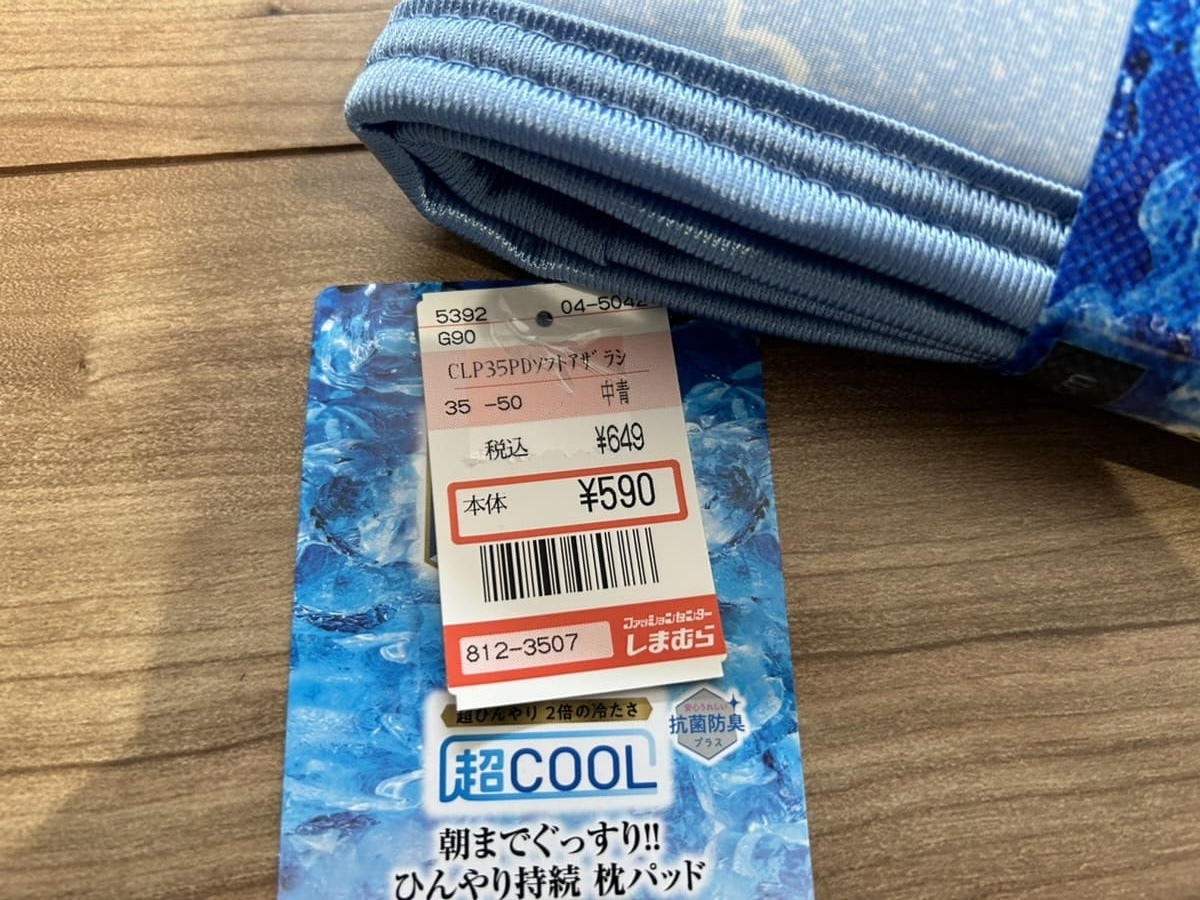 5392 04-5042
G90
CLP35PDソフトアザラシ
35 -50 中青
税込 ¥649
本体 ¥590
812-3507
ファッションセンター
しまむら
超ひんやり 2倍の冷たさ
安心うれしい
抗菌防臭
プラス
超COOL
朝までぐっすり!!
ひんやり持続 枕パッド